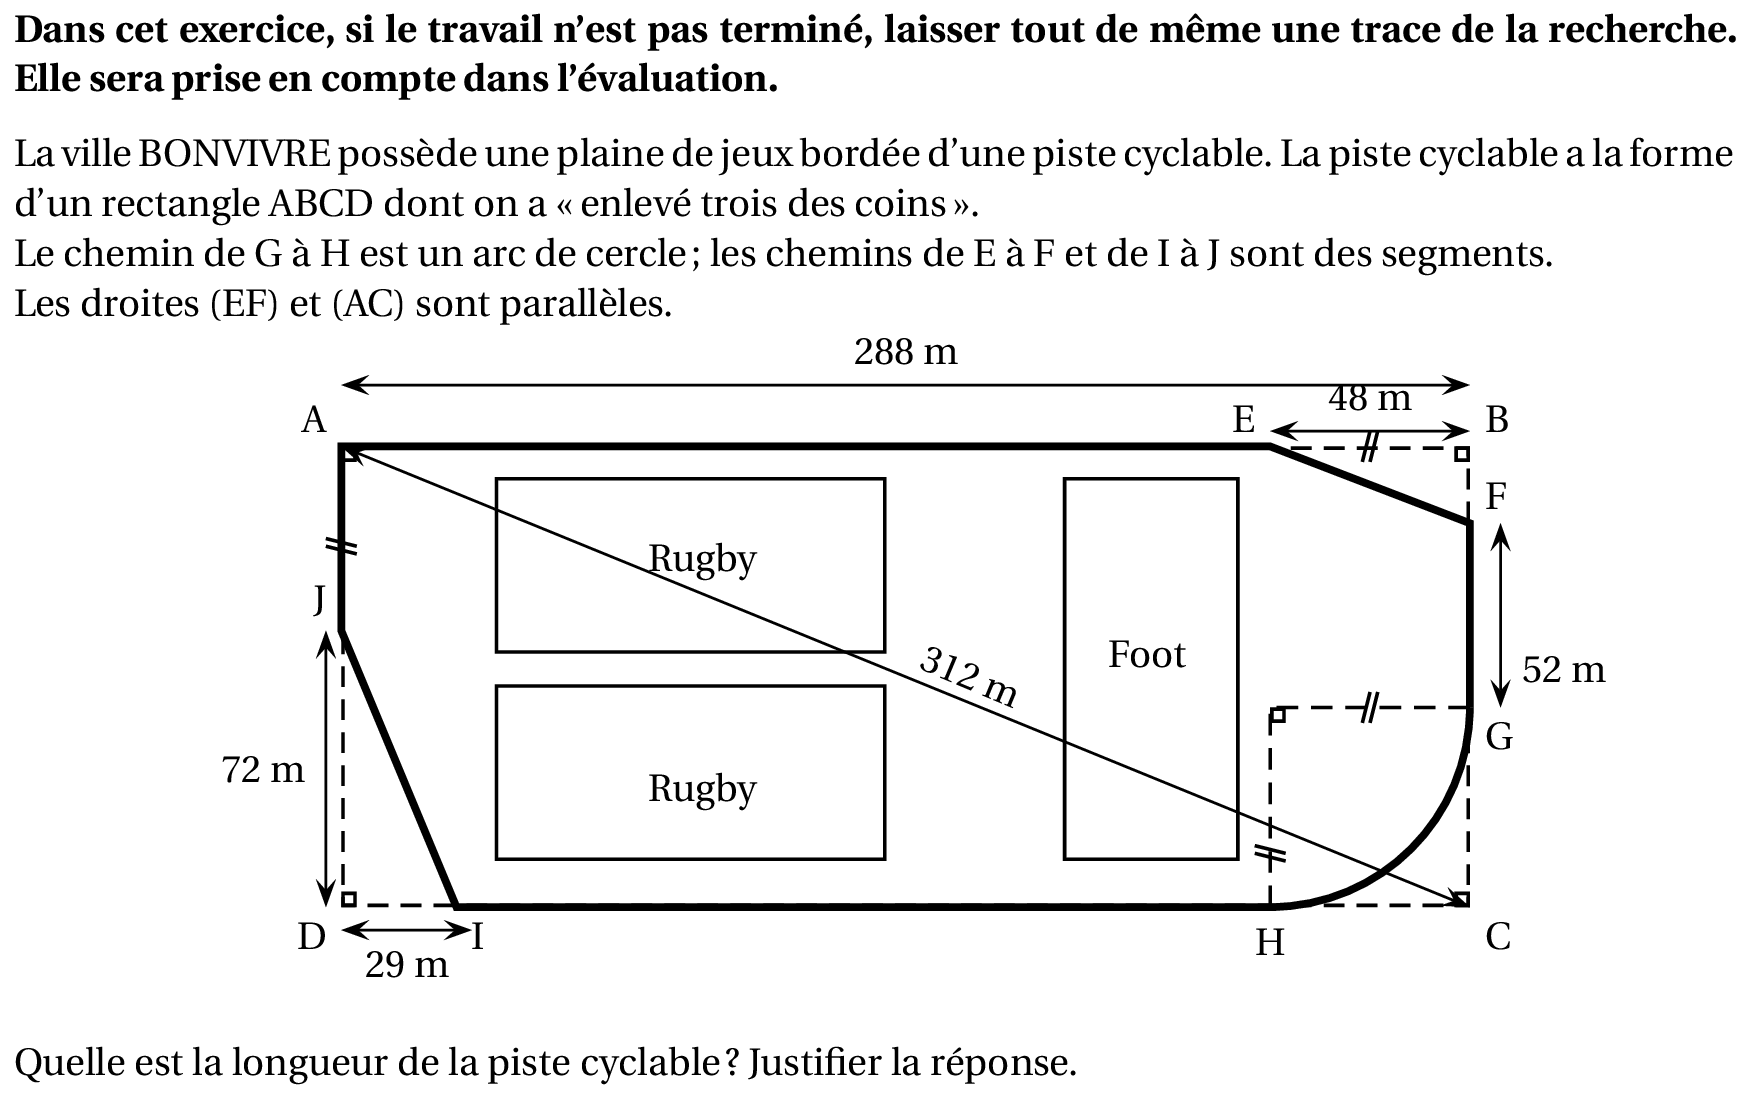 Dans cet exercice, si le travail n’est pas terminé, laisser tout de même une trace de la recherche.
Elle sera prise en compte dans l’évaluation.
La ville BONVIVRE possède une plaine de jeux bordée d’une piste cyclable. La piste cyclable a la forme
d’un rectangle ABCD dont on a « enlevé trois des coins ».
Le chemin de G à H est un arc de cercle ; les chemins de E à F et de I à J sont des segments.
Les droites (EF) et (AC) sont parallèles.
288 m
48 m
A
E
B
F
Rugby
J
312 m
Foot
52 m
G
72 m
Rugby
D
I
H
C
29 m
Quelle est la longueur de la piste cyclable ? Justifier la réponse.